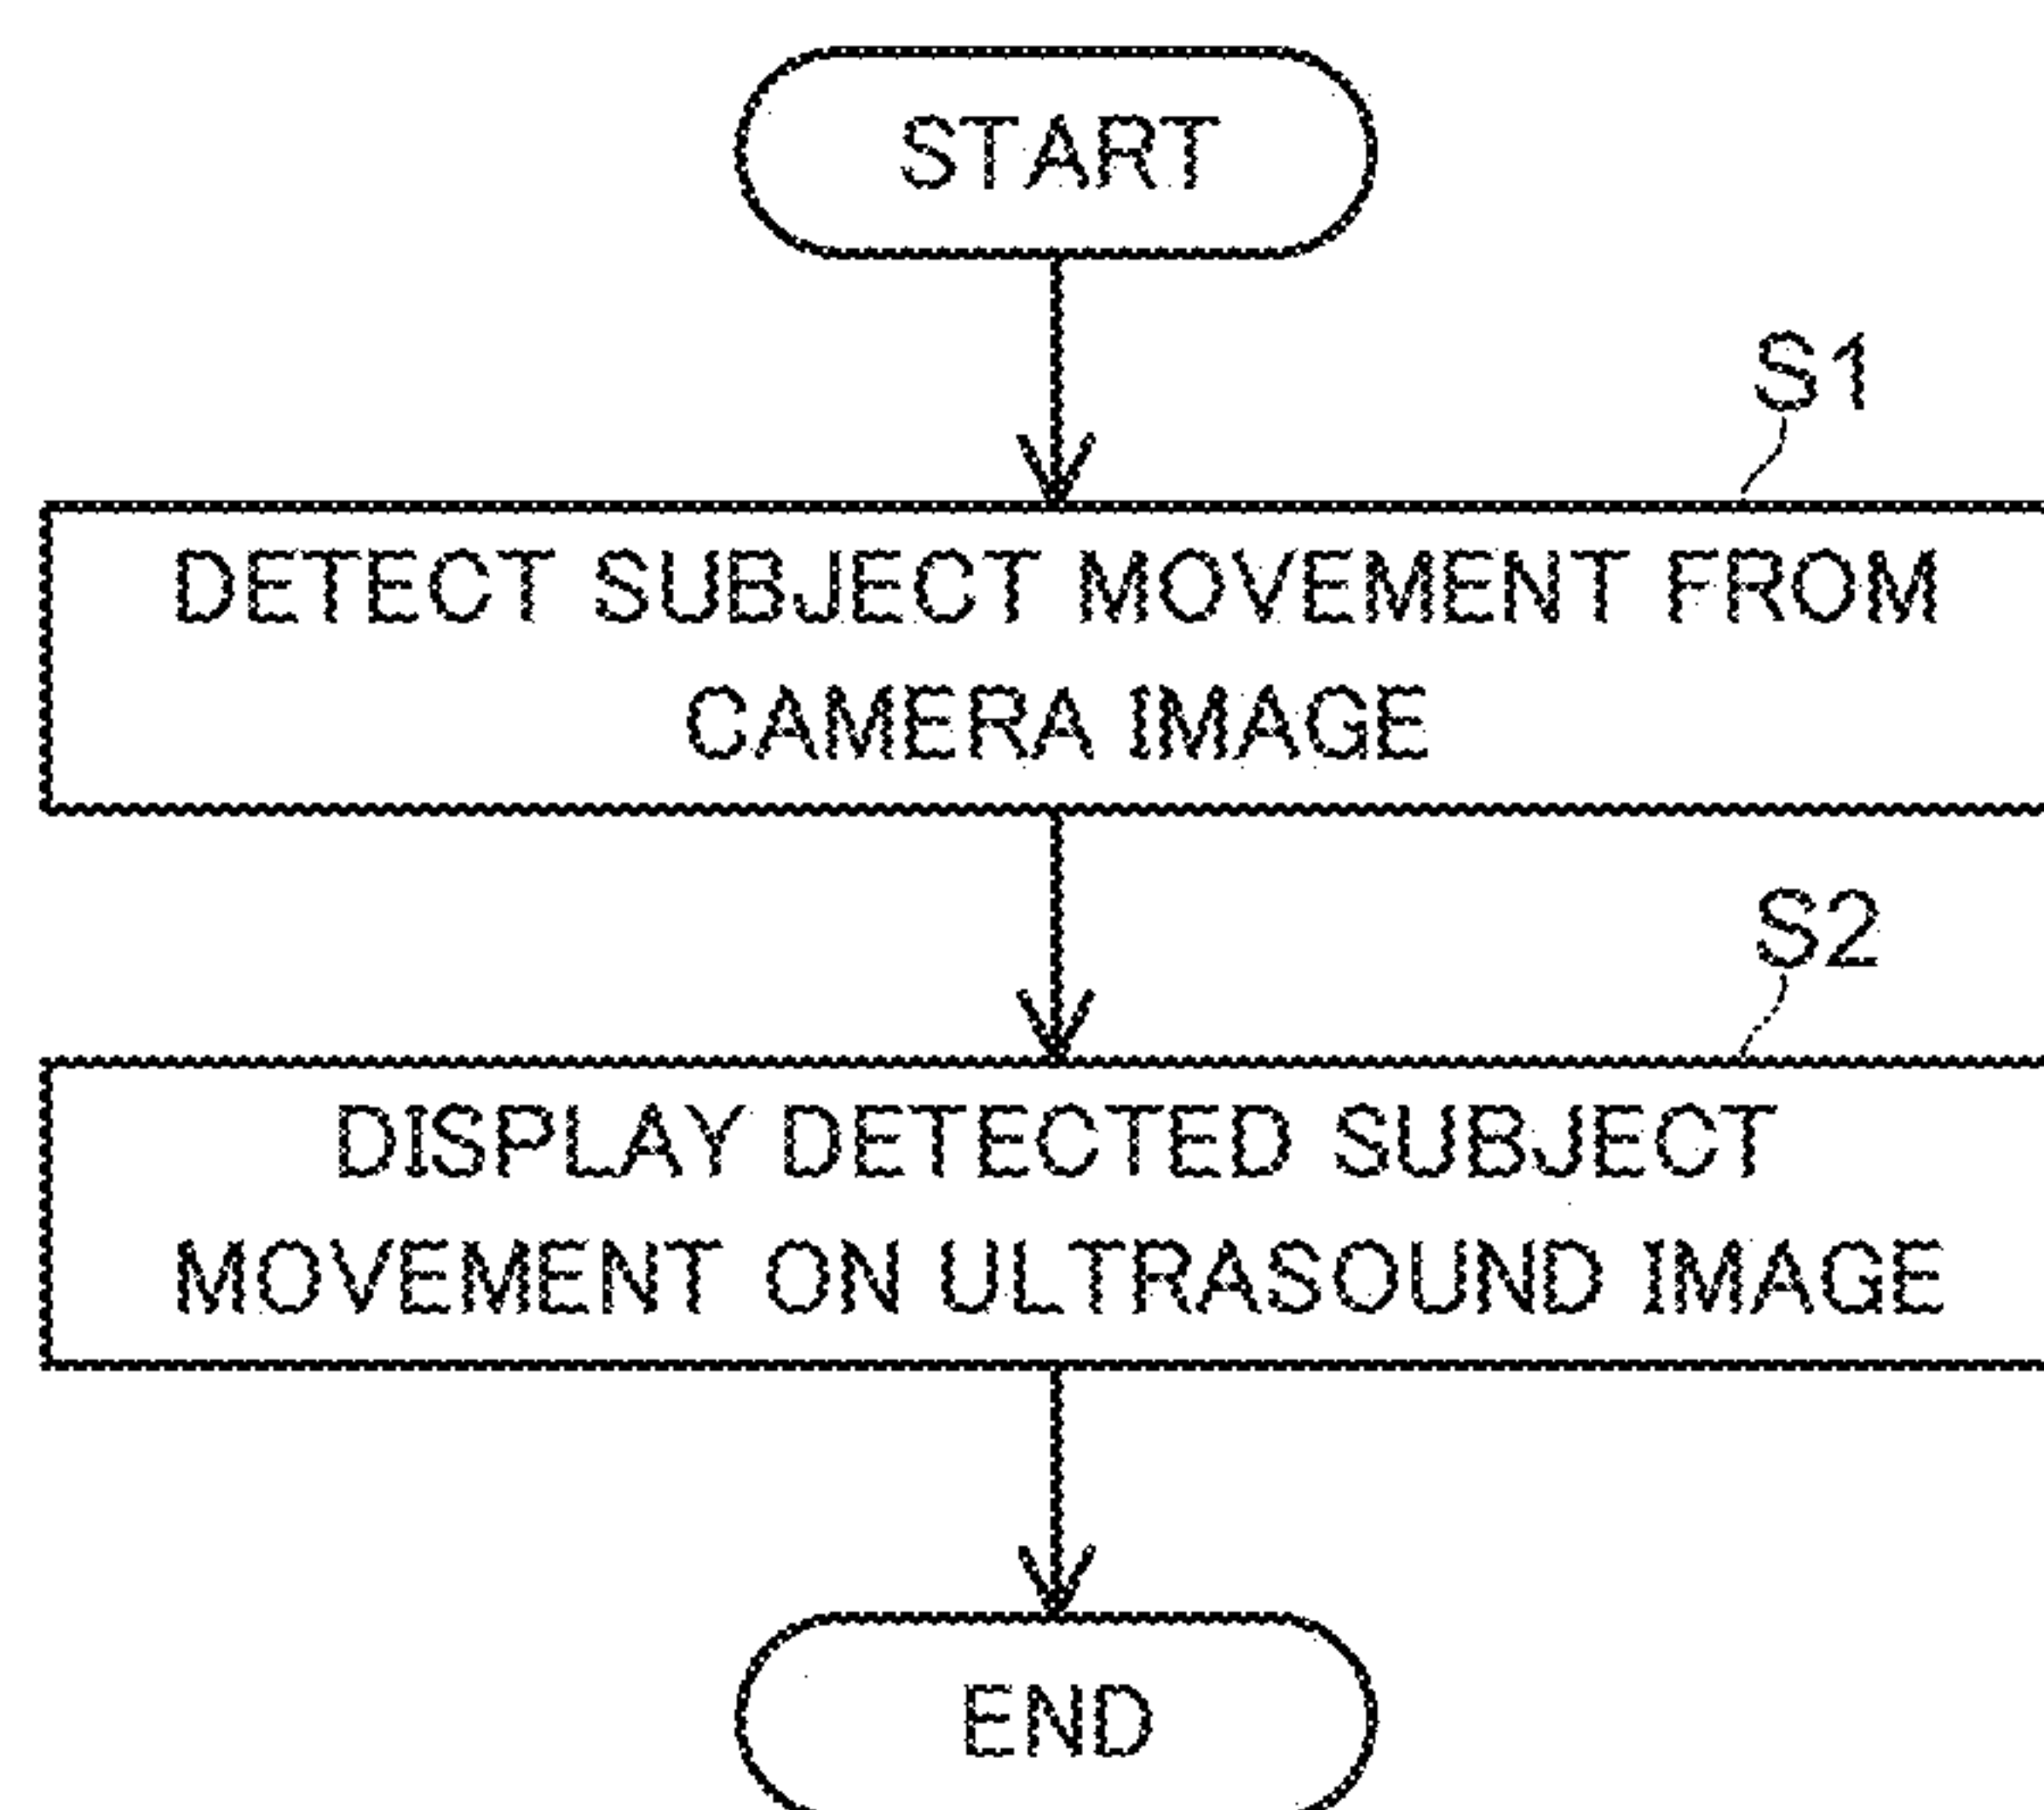 START
S1
DETECT SUBJECT MOVEMENT FROM
CAMERA IMAGE
S2
DISPLAY DETECTED SUBJECT
MOVEMENT ON ULTRASOUND IMAGE
END